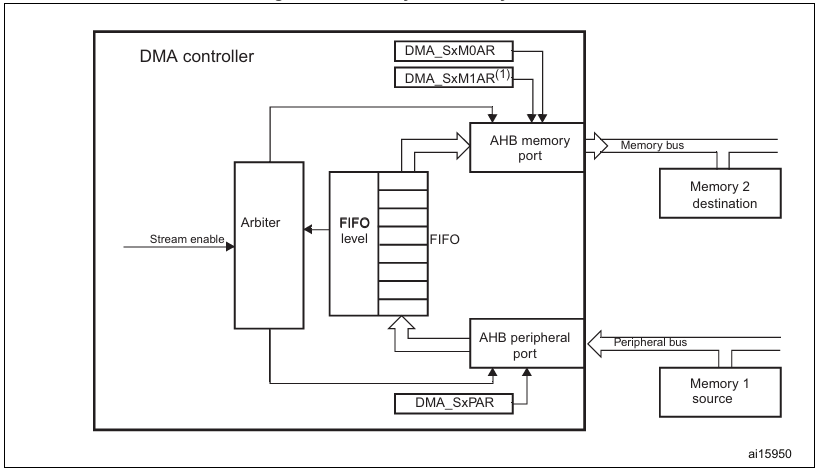 DMA controller
DMA_SxM0AR
DMA_SxM1AR(1)
AHB memory
port
Memory bus
Memory 2
destination
Arbiter
FIFO
level
FIFO
Stream enable
AHB peripheral
port
Peripheral bus
Memory 1
source
DMA_SxPAR
ai15950